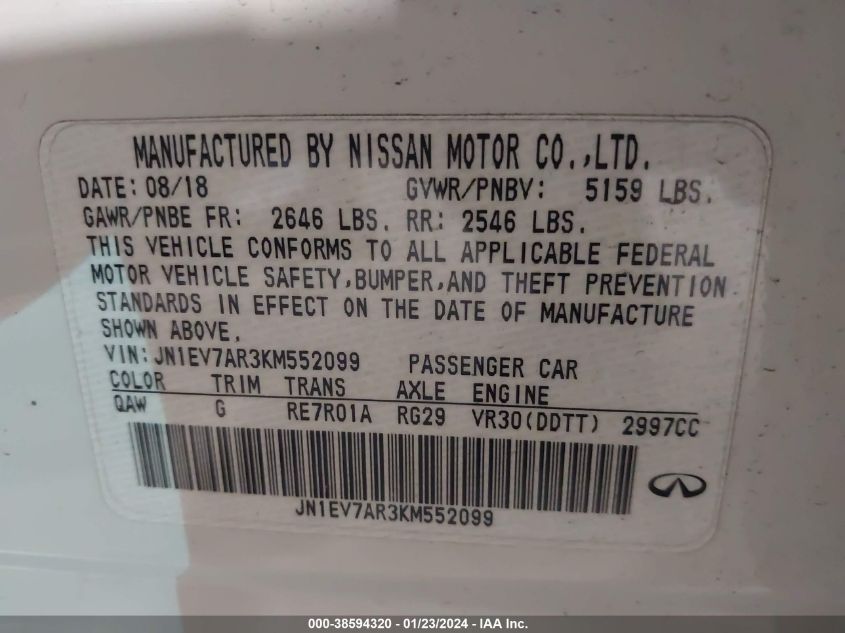 MANUFACTURED BY NISSAN MOTOR CO.,LTD.
DATE: 08/18 GVWR/PNBV: 5159 LBS.
GAWR/PNBE FR: 2646 LBS. RR: 2546 LBS.
THIS VEHICLE CONFORMS TO ALL APPLICABLE FEDERAL
MOTOR VEHICLE SAFETY,BUMPER,AND THEFT PREVENTION
STANDARDS IN EFFECT ON THE DATE OF MANUFACTURE
SHOWN ABOVE.
VIN: JN1EV7AR3KM552099 PASSENGER CAR
COLOR TRIM TRANS AXLE ENGINE
QAW G RE7R01A RG29 VR30(DDTT) 2997CC
JN1EV7AR3KM552099
000-38594320 - 01/23/2024 - IAA Inc.